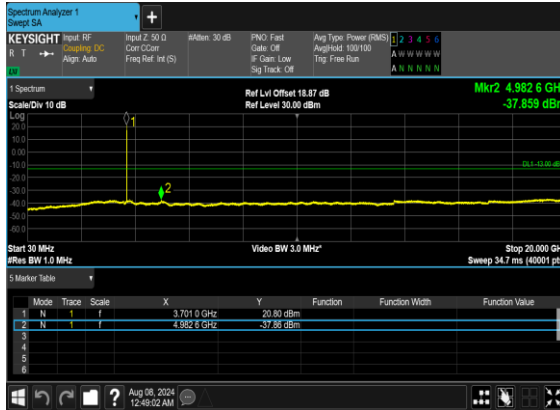 Spectrum Analyzer 1
Swept SA
KEYSIGHT
R T
LXI
Input: RF
Coupling: DC
Align: Auto
Input Z: 50 Ω
Corr CCorr
Freq Ref: Int (S)
#Atten: 30 dB
PNO: Fast
Gate: Off
IF Gain: Low
Sig Track: Off
Avg Type: Power (RMS)
Avg|Hold: 100/100
Trig: Free Run
1 2 3 4 5 6
A W W W W W
A N N N N N
1 Spectrum
Scale/Div 10 dB
Ref Lvl Offset 18.87 dB
Ref Level 30.00 dBm
Mkr2 4.982 6 GH
-37.859 dBr
Log
20.0
10.0
0.00
-10.0
-20.0
-30.0
-40.0
-50.0
-60.0
1
2
DL1 -13.00 dB
Start 30 MHz
#Res BW 1.0 MHz
Video BW 3.0 MHz*
Stop 20.000 GH
Sweep 34.7 ms (40001 pt
5 Marker Table
Mode Trace Scale X Y Function Function Width Function Value
1 N 1 f 3.701 0 GHz 20.80 dBm
2 N 1 f 4.982 6 GHz -37.86 dBm
3
4
5
6
?
Aug 08, 2024
12:49:02 AM